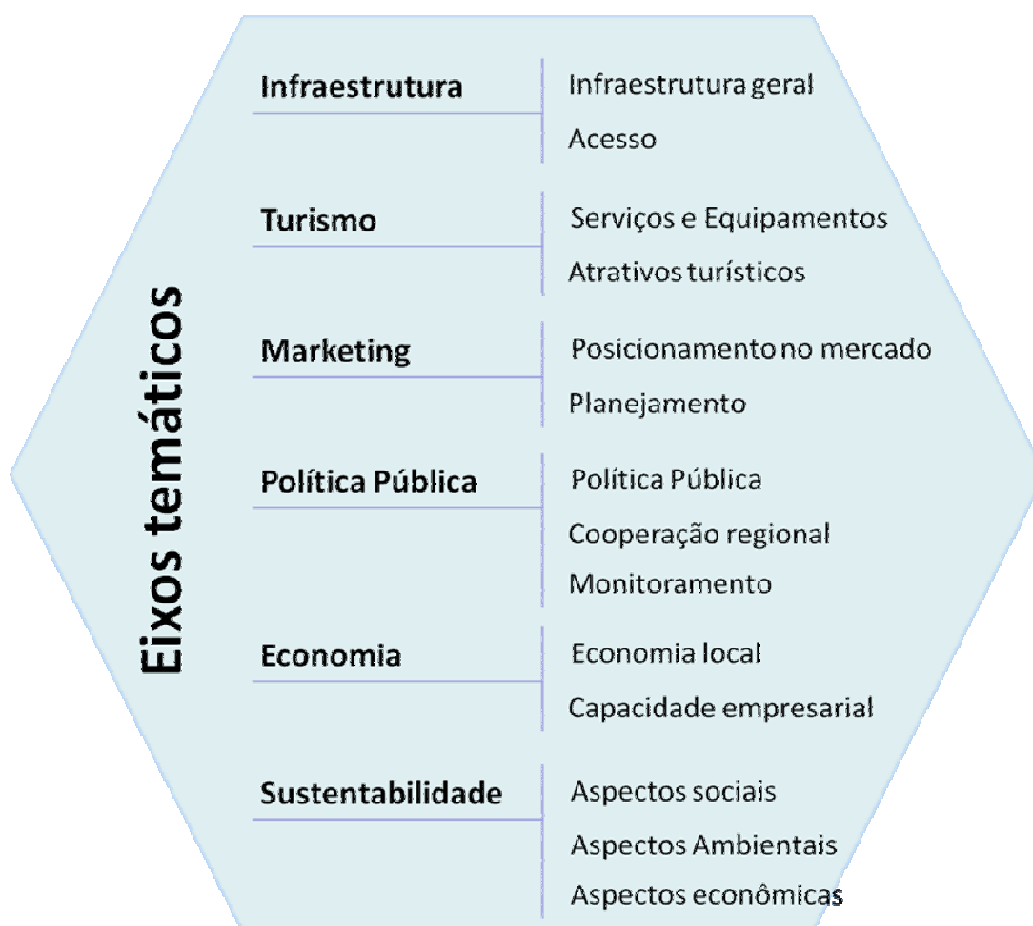 Eixos temáticos
Infraestrutura
Infraestrutura geral
Acesso
Turismo
Serviços e Equipamentos
Atrativos turísticos
Marketing
Posicionamento no mercado
Planejamento
Política Pública
Política Pública
Cooperação regional
Monitoramento
Economia
Economia local
Capacidade empresarial
Sustentabilidade
Aspectos sociais
Aspectos Ambientais
Aspectos econômicas